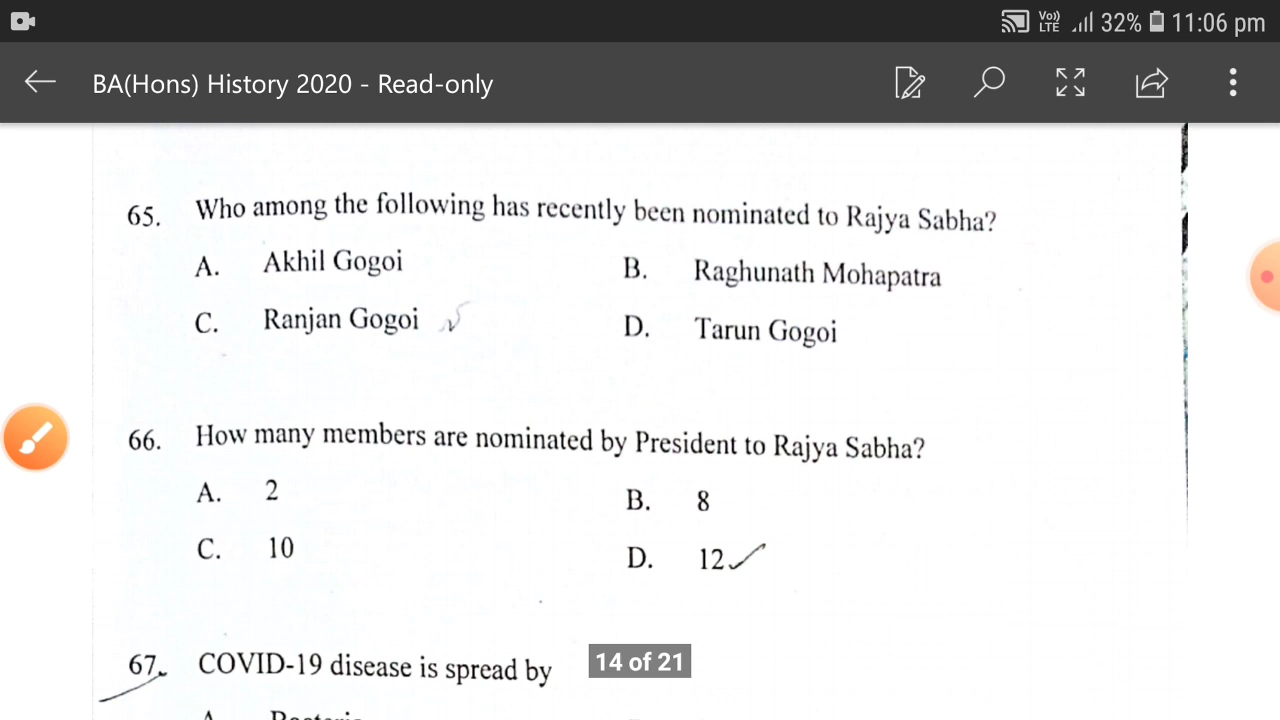 Vo)) LTE 32% 11:06 pm
BA(Hons) History 2020 - Read-only
65. Who among the following has recently been nominated to Rajya Sabha?
A. Akhil Gogoi B. Raghunath Mohapatra
C. Ranjan Gogoi D. Tarun Gogoi
66. How many members are nominated by President to Rajya Sabha?
A. 2 B. 8
C. 10 D. 12
67. COVID-19 disease is spread by
14 of 21